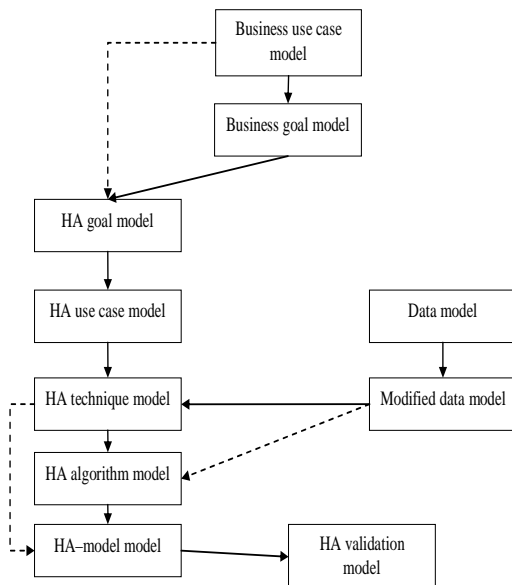 Business use case
model
Business goal model
HA goal model
HA use case model
Data model
HA technique model
Modified data model
HA algorithm model
HA–model model
HA validation
model